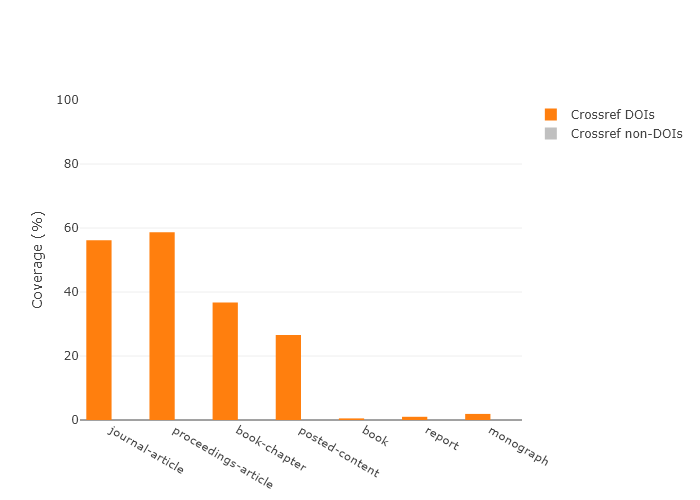 100
80
60
40
20
0
Coverage (%)
journal-article
proceedings-article
book-chapter
posted-content
book
report
monograph
Crossref DOIs
Crossref non-DOIs